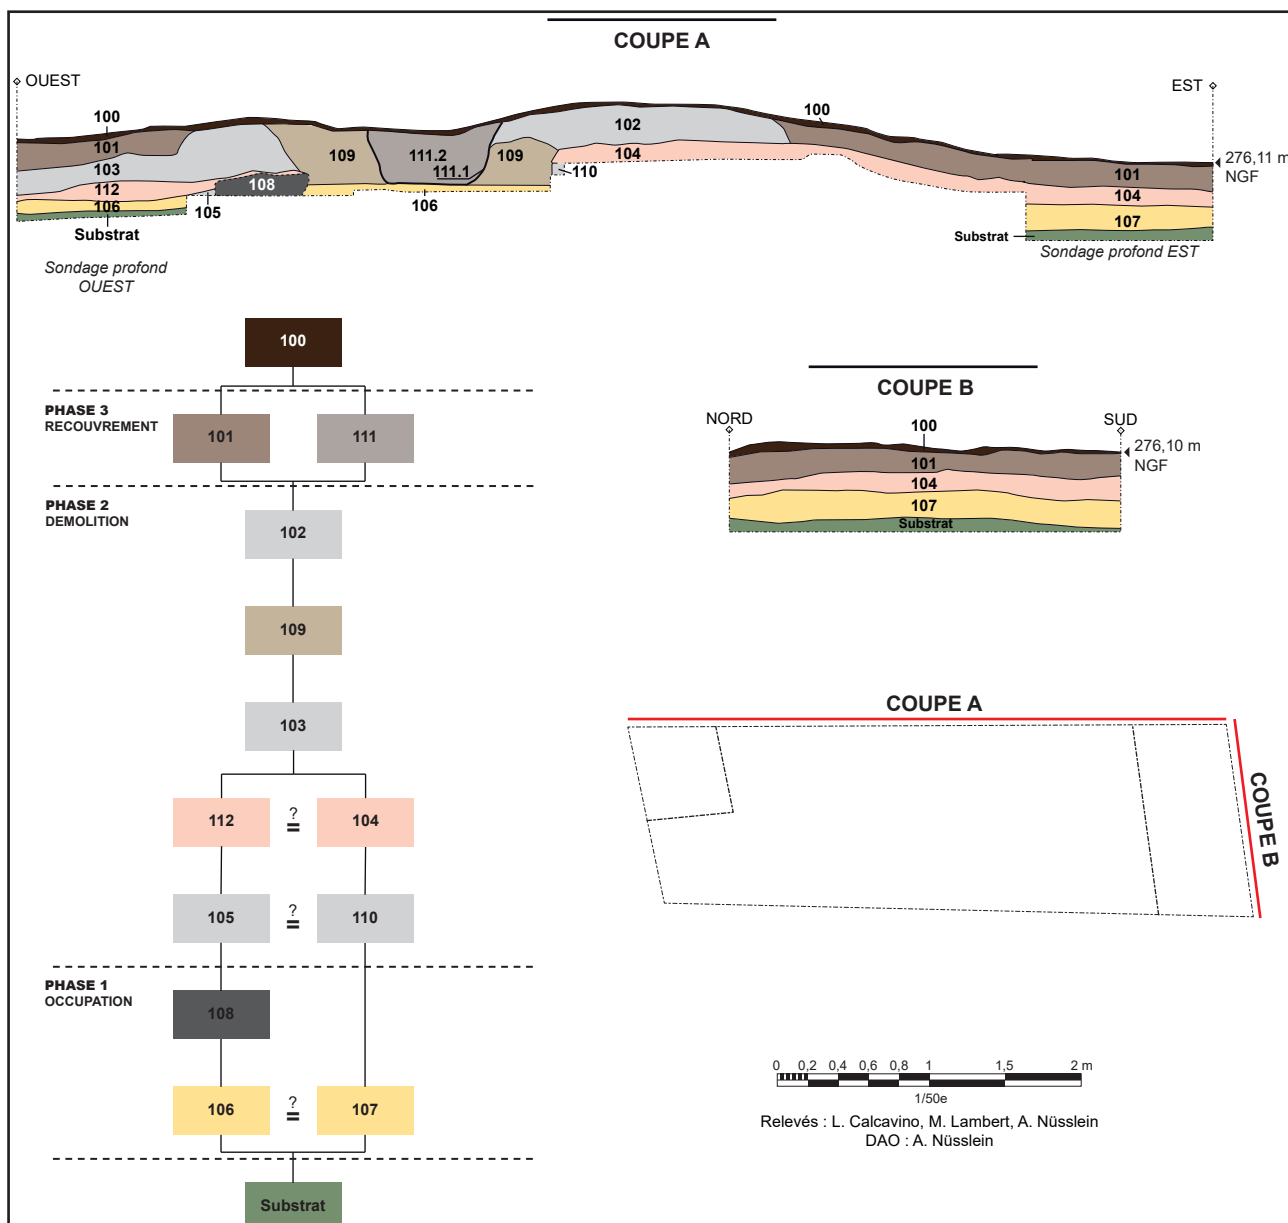 COUPE A
OUEST
EST
100
100
101
102
109
111.2
109
104
103
111.1
110
276,11 m
NGF
101
112
108
104
106
105
106
107
Substrat
Substrat
Sondage profond
OUEST
Sondage profond EST
100
PHASE 3
RECOUVREMENT
101
111
PHASE 2
DEMOLITION
102
109
103
112
?
=
104
105
?
=
110
PHASE 1
OCCUPATION
108
106
?
=
107
Substrat
COUPE B
NORD
SUD
100
276,10 m
NGF
101
104
107
Substrat
COUPE A
COUPE B
0 0,2 0,4 0,6 0,8 1 1,5 2 m
1/50e
Relevés : L. Calcavino, M. Lambert, A. Nüsslein
DAO : A. Nüsslein